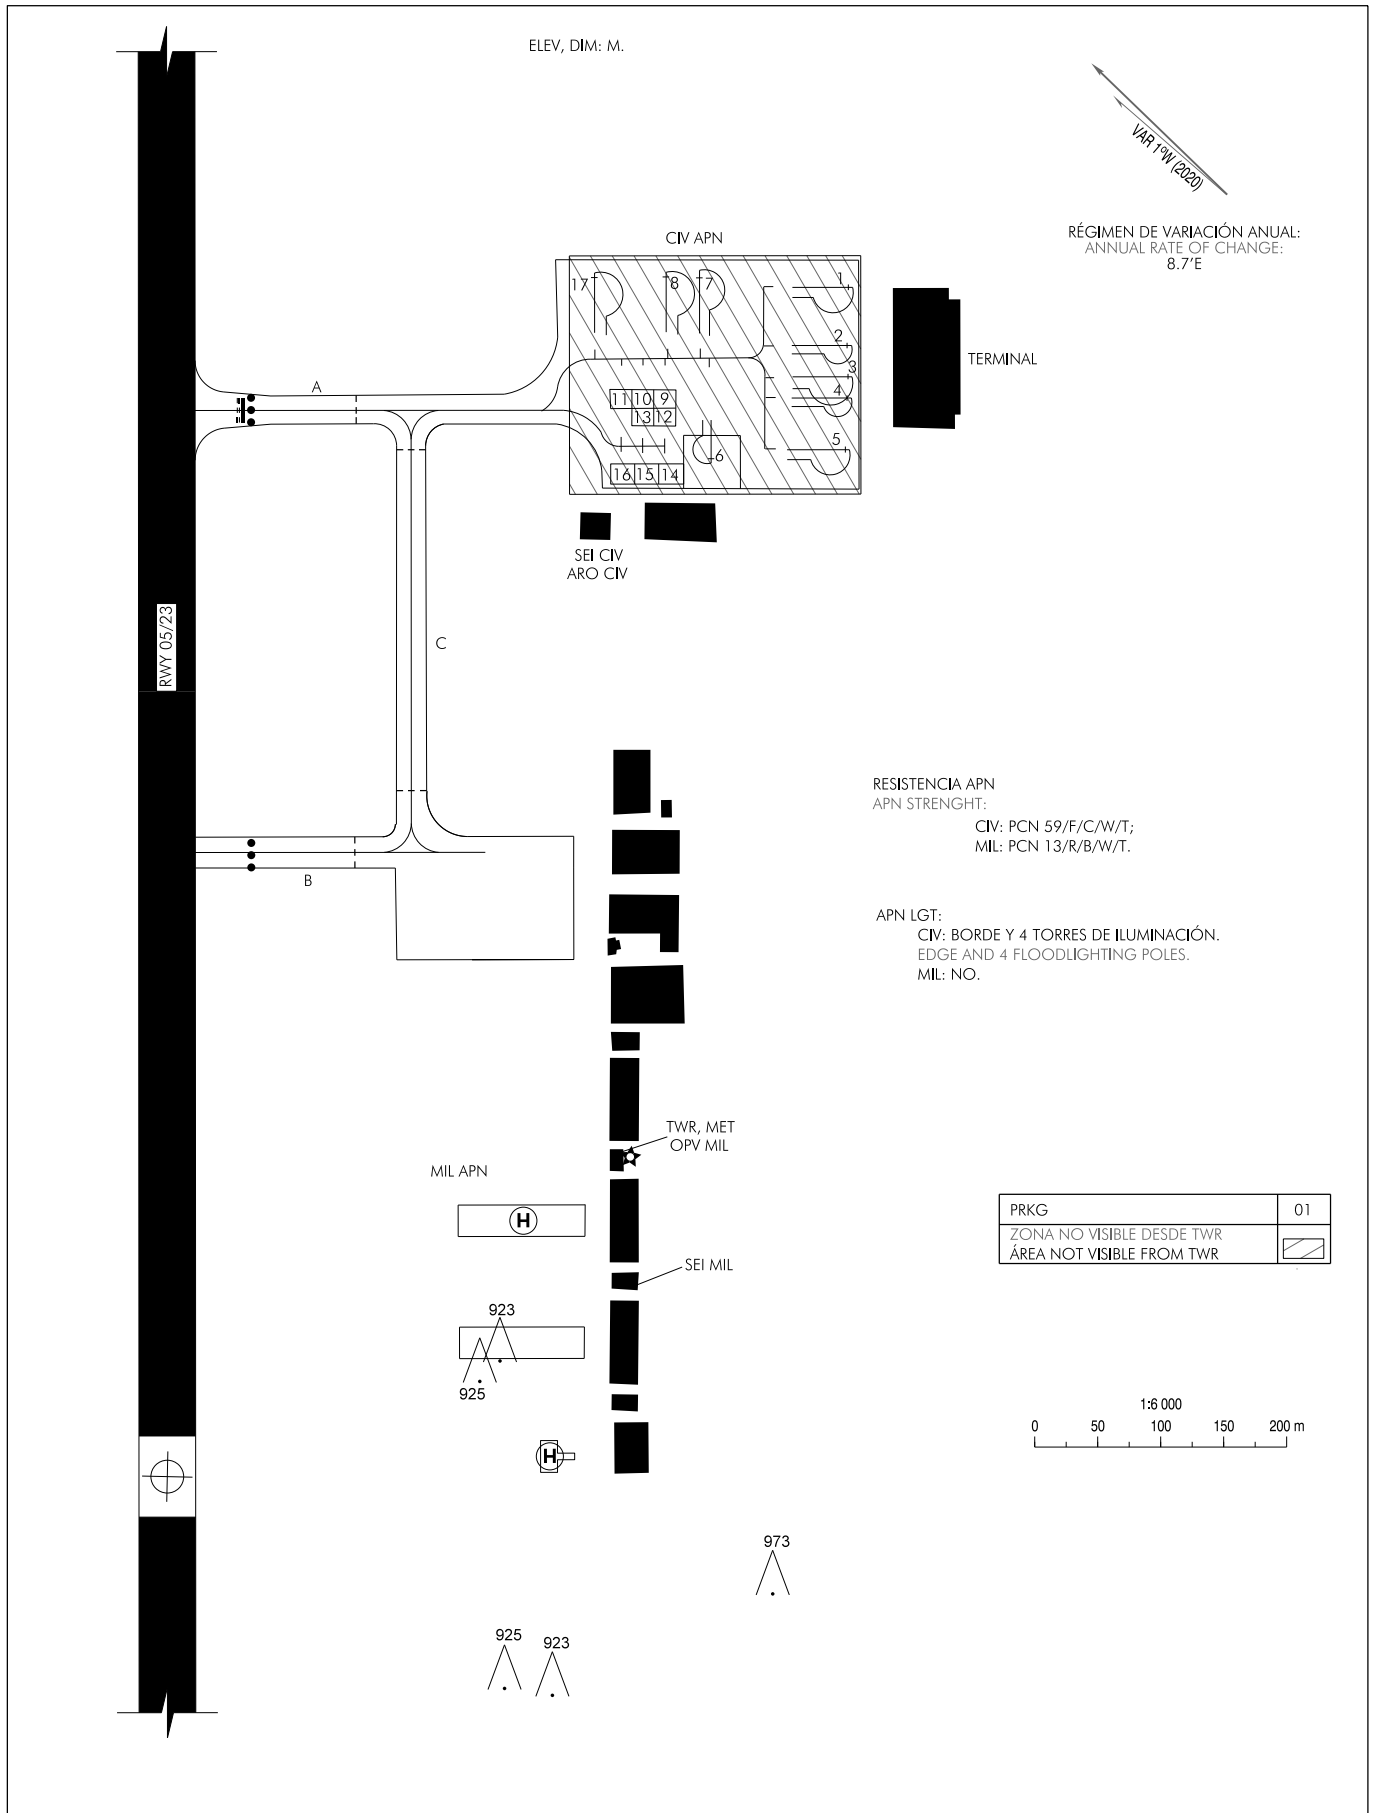 ELEV, DIM: M.
VAR 1ºW (2020)
RÉGIMEN DE VARIACIÓN ANUAL:
ANNUAL RATE OF CHANGE:
8.7'E
CIV APN
17
8
7
1
2
3
4
5
6
TERMINAL
A
11 10 9
13 12
16 15 14
SEI CIV
ARO CIV
RWY 05/23
C
RESISTENCIA APN
APN STRENGHT:
CIV: PCN 59/F/C/W/T;
MIL: PCN 13/R/B/W/T.
B
APN LGT:
CIV: BORDE Y 4 TORRES DE ILUMINACIÓN.
EDGE AND 4 FLOODLIGHTING POLES.
MIL: NO.
TWR, MET
OPV MIL
MIL APN
H
PRKG 01
ZONA NO VISIBLE DESDE TWR
ÁREA NOT VISIBLE FROM TWR
SEI MIL
923
925
1:6 000
0 50 100 150 200 m
H
973
925
923